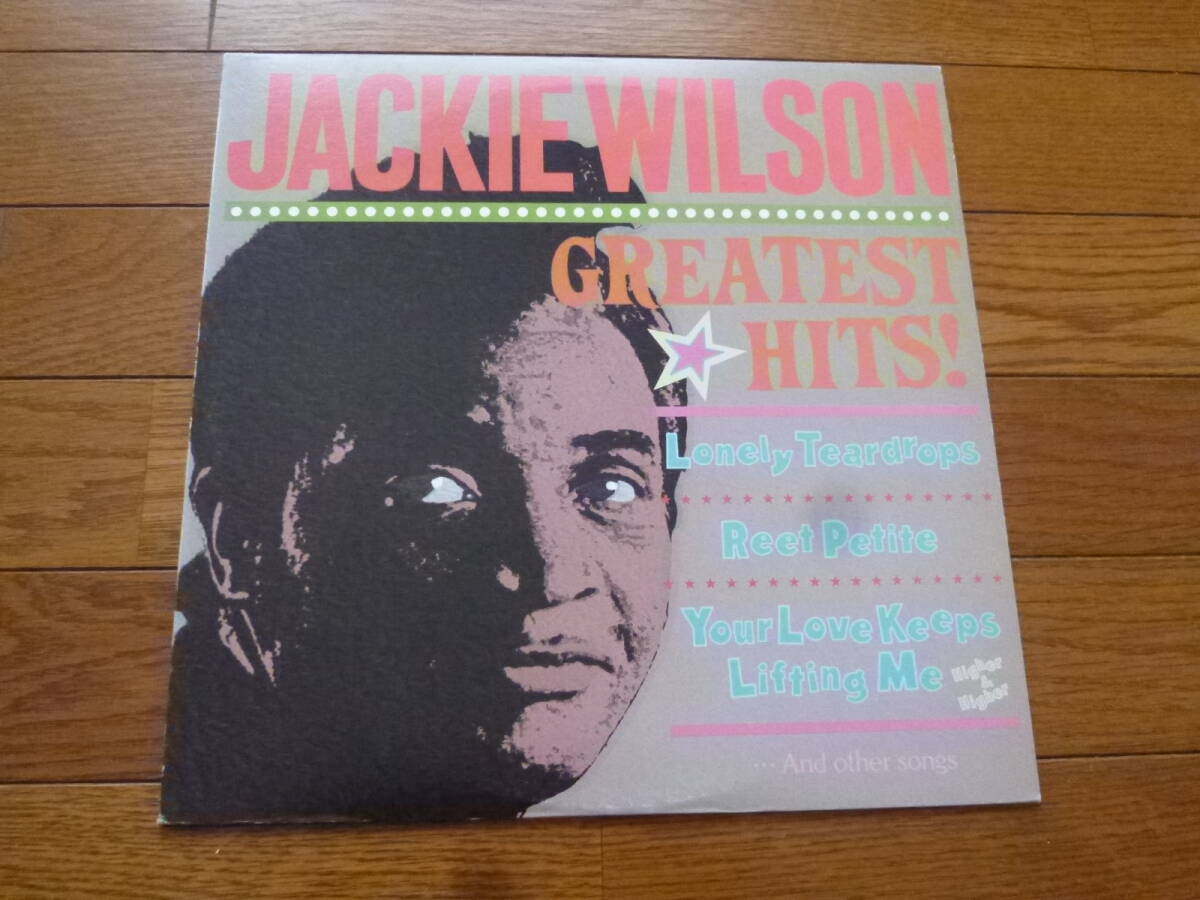 JACKIE WILSON
GREATEST
HITS!
Lonely Teardrops
Reet Petite
Your Love Keeps
Lifting Me
Higher
&
Higher
... And other songs